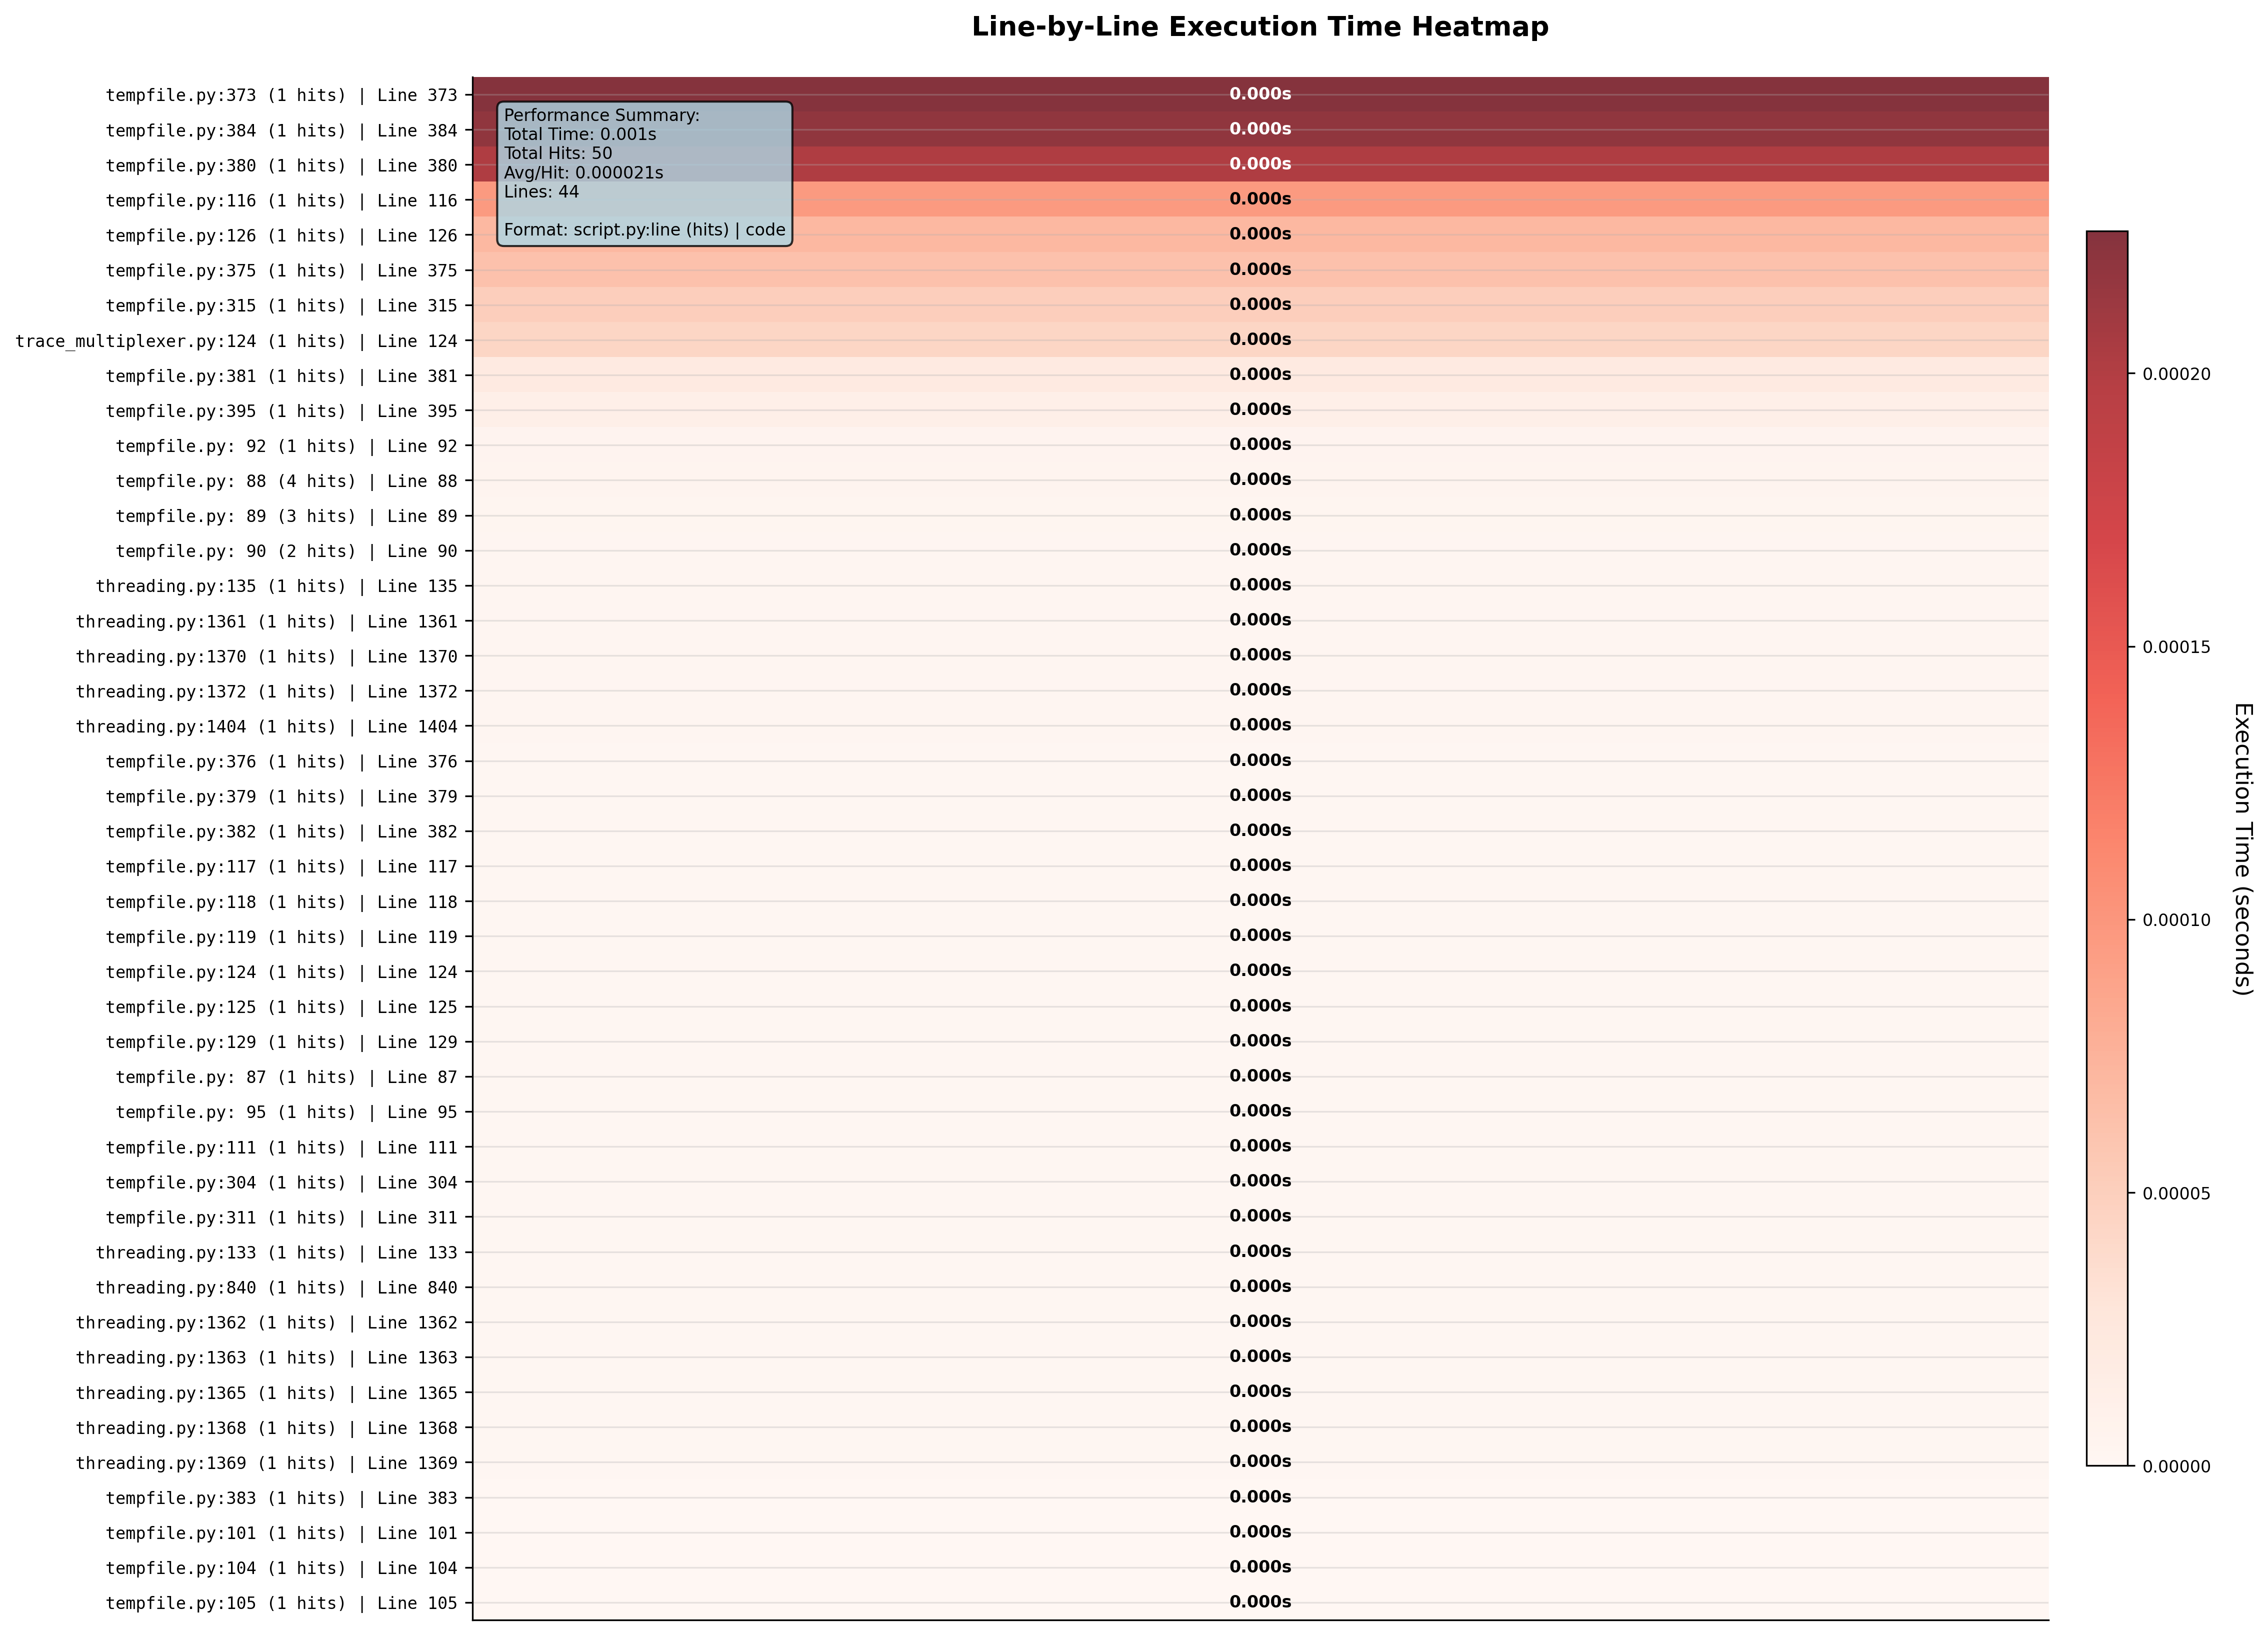 Line-by-Line Execution Time Heatmap
tempfile.py:373 (1 hits) | Line 373 0.000s
Performance Summary:
Total Time: 0.001s
Total Hits: 50
Avg/Hit: 0.000021s
Lines: 44
Format: script.py:line (hits) | code
tempfile.py:384 (1 hits) | Line 384 0.000s
tempfile.py:380 (1 hits) | Line 380 0.000s
tempfile.py:116 (1 hits) | Line 116 0.000s
tempfile.py:126 (1 hits) | Line 126 0.000s
tempfile.py:375 (1 hits) | Line 375 0.000s
tempfile.py:315 (1 hits) | Line 315 0.000s
trace_multiplexer.py:124 (1 hits) | Line 124 0.000s
tempfile.py:381 (1 hits) | Line 381 0.000s
tempfile.py:395 (1 hits) | Line 395 0.000s
tempfile.py: 92 (1 hits) | Line 92 0.000s
tempfile.py: 88 (4 hits) | Line 88 0.000s
tempfile.py: 89 (3 hits) | Line 89 0.000s
tempfile.py: 90 (2 hits) | Line 90 0.000s
threading.py:135 (1 hits) | Line 135 0.000s
threading.py:1361 (1 hits) | Line 1361 0.000s
threading.py:1370 (1 hits) | Line 1370 0.000s
threading.py:1372 (1 hits) | Line 1372 0.000s
threading.py:1404 (1 hits) | Line 1404 0.000s
tempfile.py:376 (1 hits) | Line 376 0.000s
tempfile.py:379 (1 hits) | Line 379 0.000s
tempfile.py:382 (1 hits) | Line 382 0.000s
tempfile.py:117 (1 hits) | Line 117 0.000s
tempfile.py:118 (1 hits) | Line 118 0.000s
tempfile.py:119 (1 hits) | Line 119 0.000s
tempfile.py:124 (1 hits) | Line 124 0.000s
tempfile.py:125 (1 hits) | Line 125 0.000s
tempfile.py:129 (1 hits) | Line 129 0.000s
tempfile.py: 87 (1 hits) | Line 87 0.000s
tempfile.py: 95 (1 hits) | Line 95 0.000s
tempfile.py:111 (1 hits) | Line 111 0.000s
tempfile.py:304 (1 hits) | Line 304 0.000s
tempfile.py:311 (1 hits) | Line 311 0.000s
threading.py:133 (1 hits) | Line 133 0.000s
threading.py:840 (1 hits) | Line 840 0.000s
threading.py:1362 (1 hits) | Line 1362 0.000s
threading.py:1363 (1 hits) | Line 1363 0.000s
threading.py:1365 (1 hits) | Line 1365 0.000s
threading.py:1368 (1 hits) | Line 1368 0.000s
threading.py:1369 (1 hits) | Line 1369 0.000s
tempfile.py:383 (1 hits) | Line 383 0.000s
tempfile.py:101 (1 hits) | Line 101 0.000s
tempfile.py:104 (1 hits) | Line 104 0.000s
tempfile.py:105 (1 hits) | Line 105 0.000s
0.00020
0.00015
0.00010
0.00005
0.00000
Execution Time (seconds)